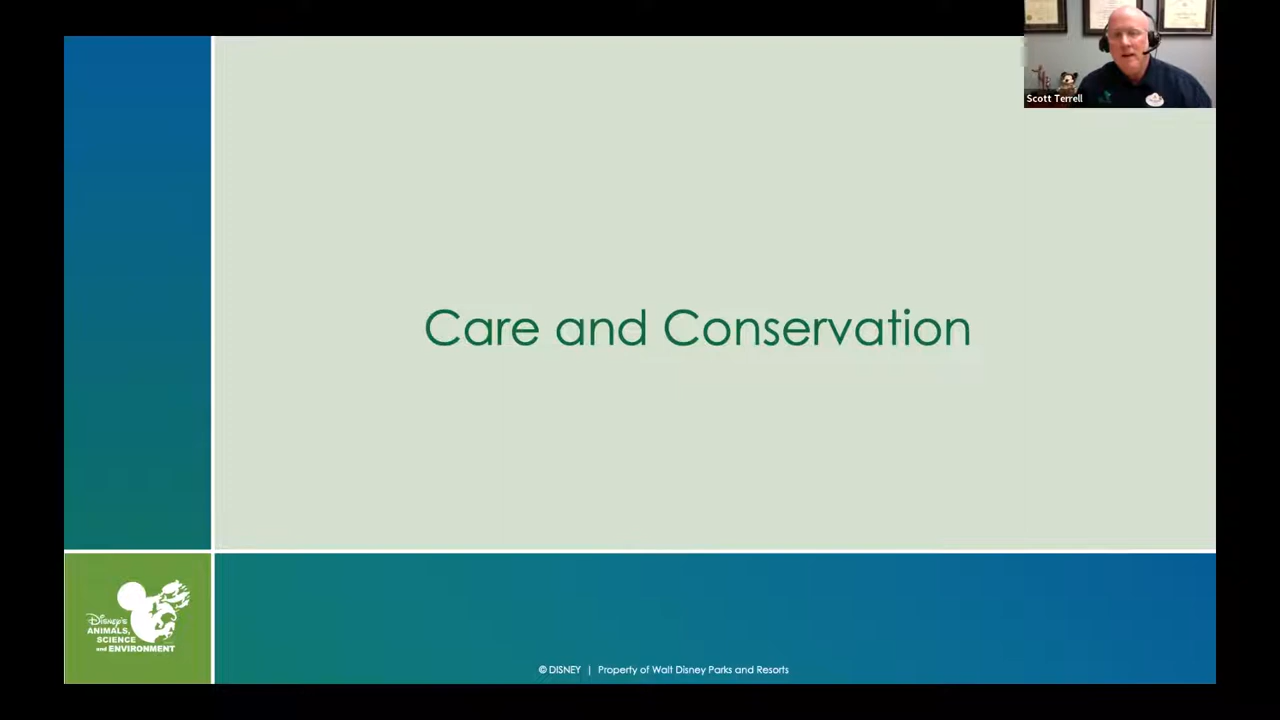 Scott Terrell
Care and Conservation
Disney's
ANIMALS,
SCIENCE
and ENVIRONMENT
© DISNEY | Property of Walt Disney Parks and Resorts